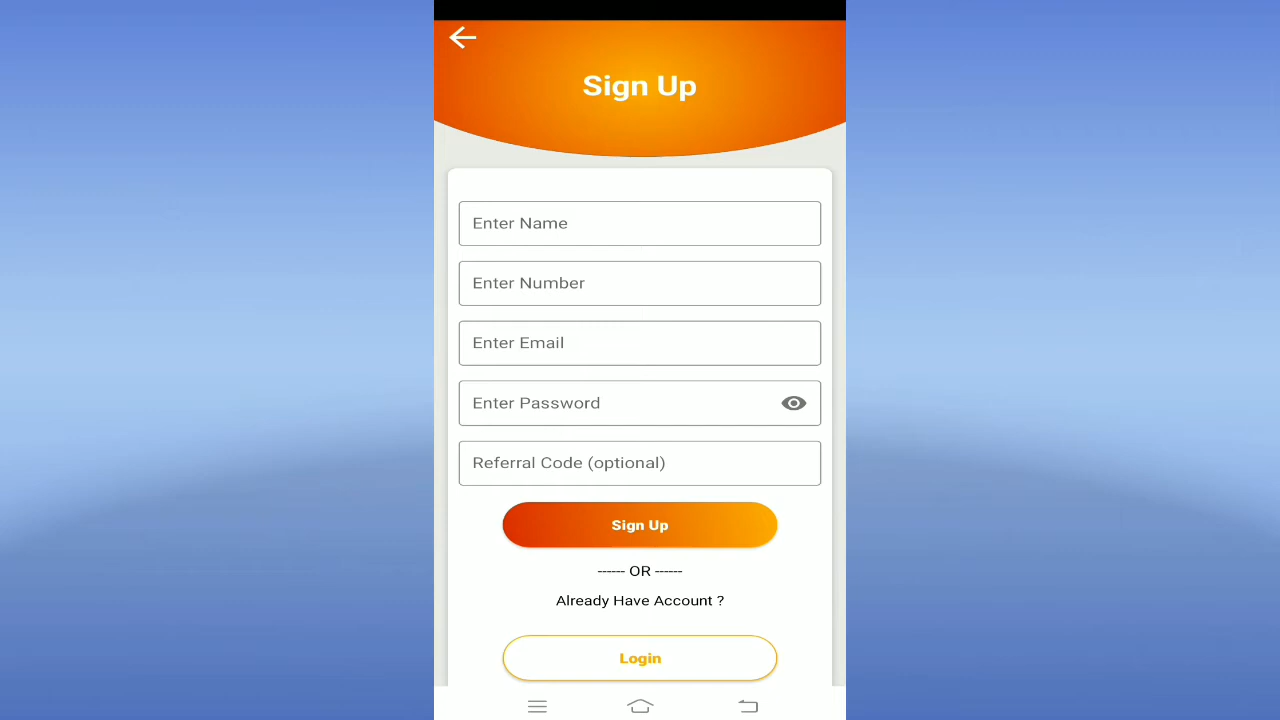 Sign Up
Enter Name
Enter Number
Enter Email
Enter Password
Referral Code (optional)
Sign Up
------ OR ------
Already Have Account ?
Login